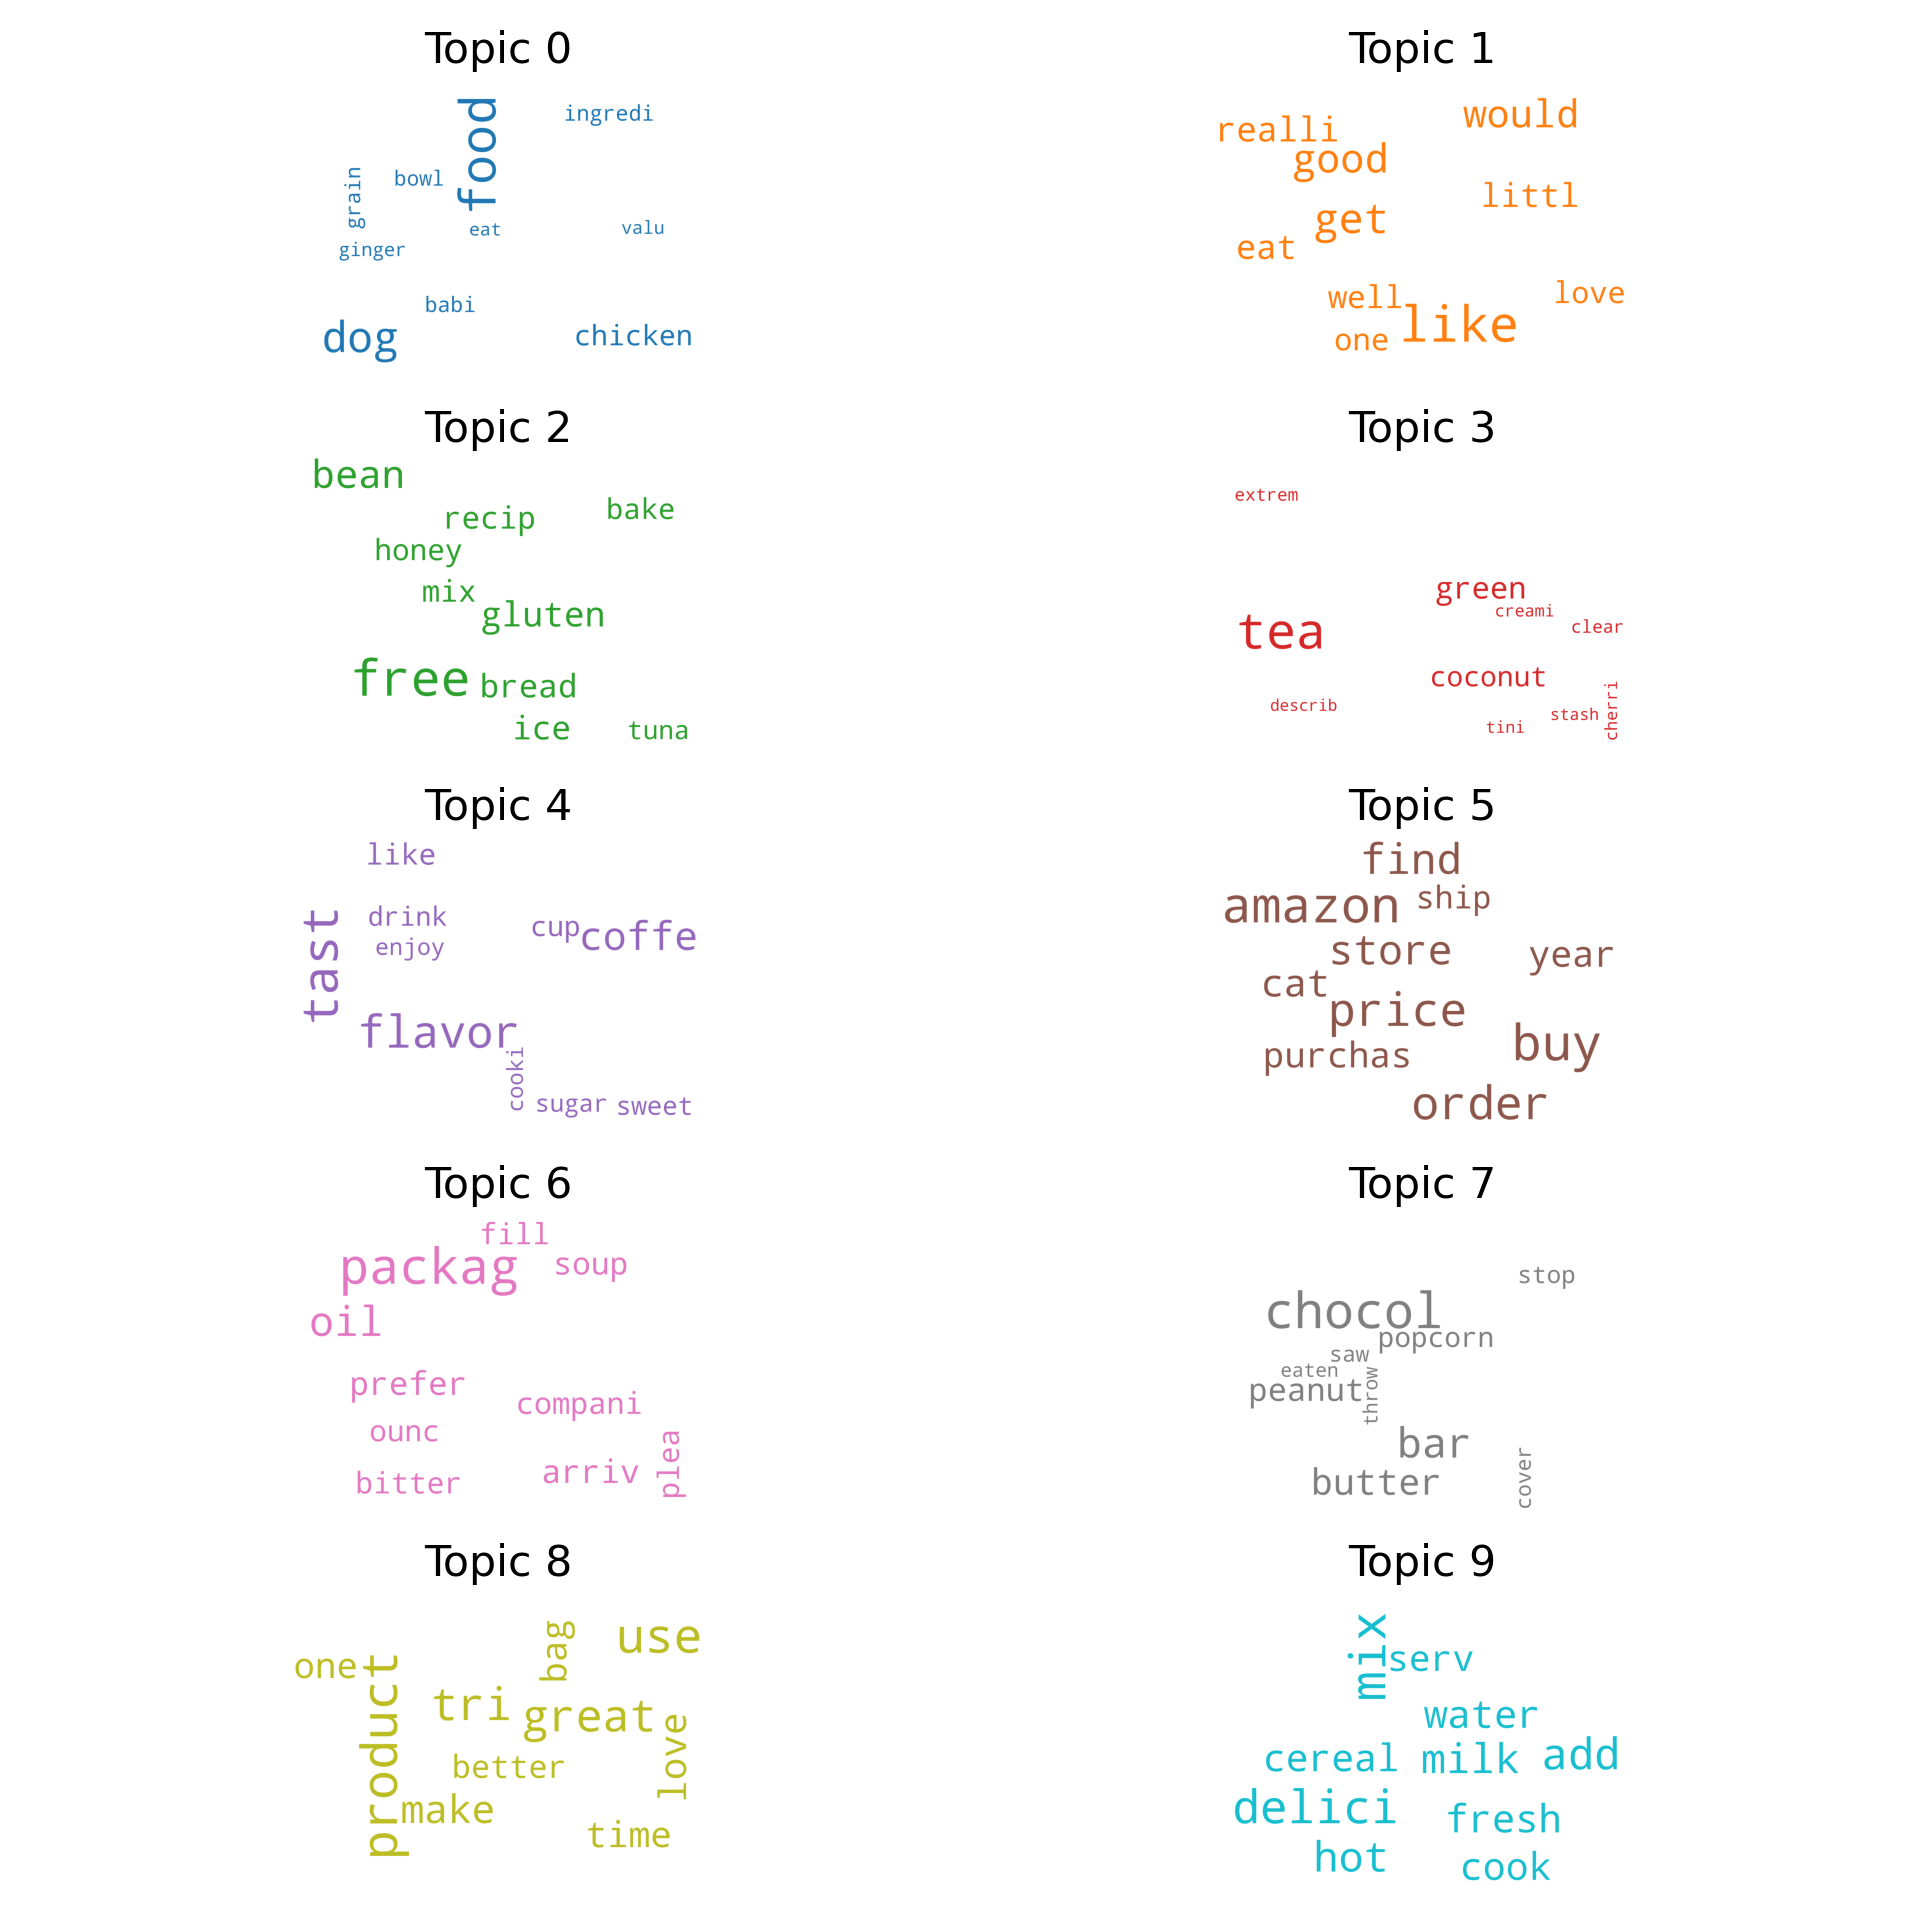 Topic 0
food
ingredi
grain
bowl
eat
valu
ginger
babi
dog
chicken
Topic 1
would
realli
good
littl
get
eat
well
love
like
one
Topic 2
bean
recip
bake
honey
mix
gluten
free
bread
ice
tuna
Topic 3
extrem
green
creami
tea
clear
coconut
describ
stash
cherri
tini
Topic 4
like
tast
drink
cup
coffe
enjoy
flavor
cooki
sugar
sweet
Topic 5
find
amazon
ship
store
year
cat
price
buy
purchas
order
Topic 6
fill
packag
soup
oil
prefer
compani
ounc
plea
arriv
bitter
Topic 7
stop
chocol
popcorn
saw
eaten
peanut
throw
bar
butter
cover
Topic 8
bag
use
one
product
tri
great
love
better
make
time
Topic 9
mix
serv
water
cereal
milk
add
delici
fresh
hot
cook